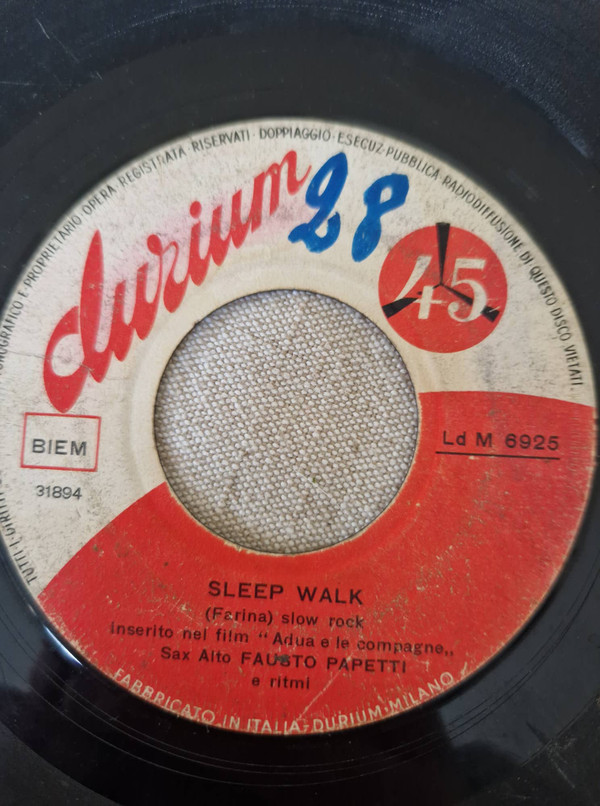 FONOGRAFICO E PROPRIETARIO OPERA REGISTRATA · RISERVATI · DOPPIAGGIO · ESECUZ · PUBBLICA · RADIODIFFUSIONE DI QUESTO DISCO VIETATI.
durium
28
45
BIEM
Ld M 6925
31894
TUTTI I DIRITTI
SLEEP WALK
(Farina) slow rock
inserito nel film "Adua e le compagne„
Sax Alto FAUSTO PAPETTI
e ritmi
FABBRICATO IN ITALIA - DURIUM - MILANO